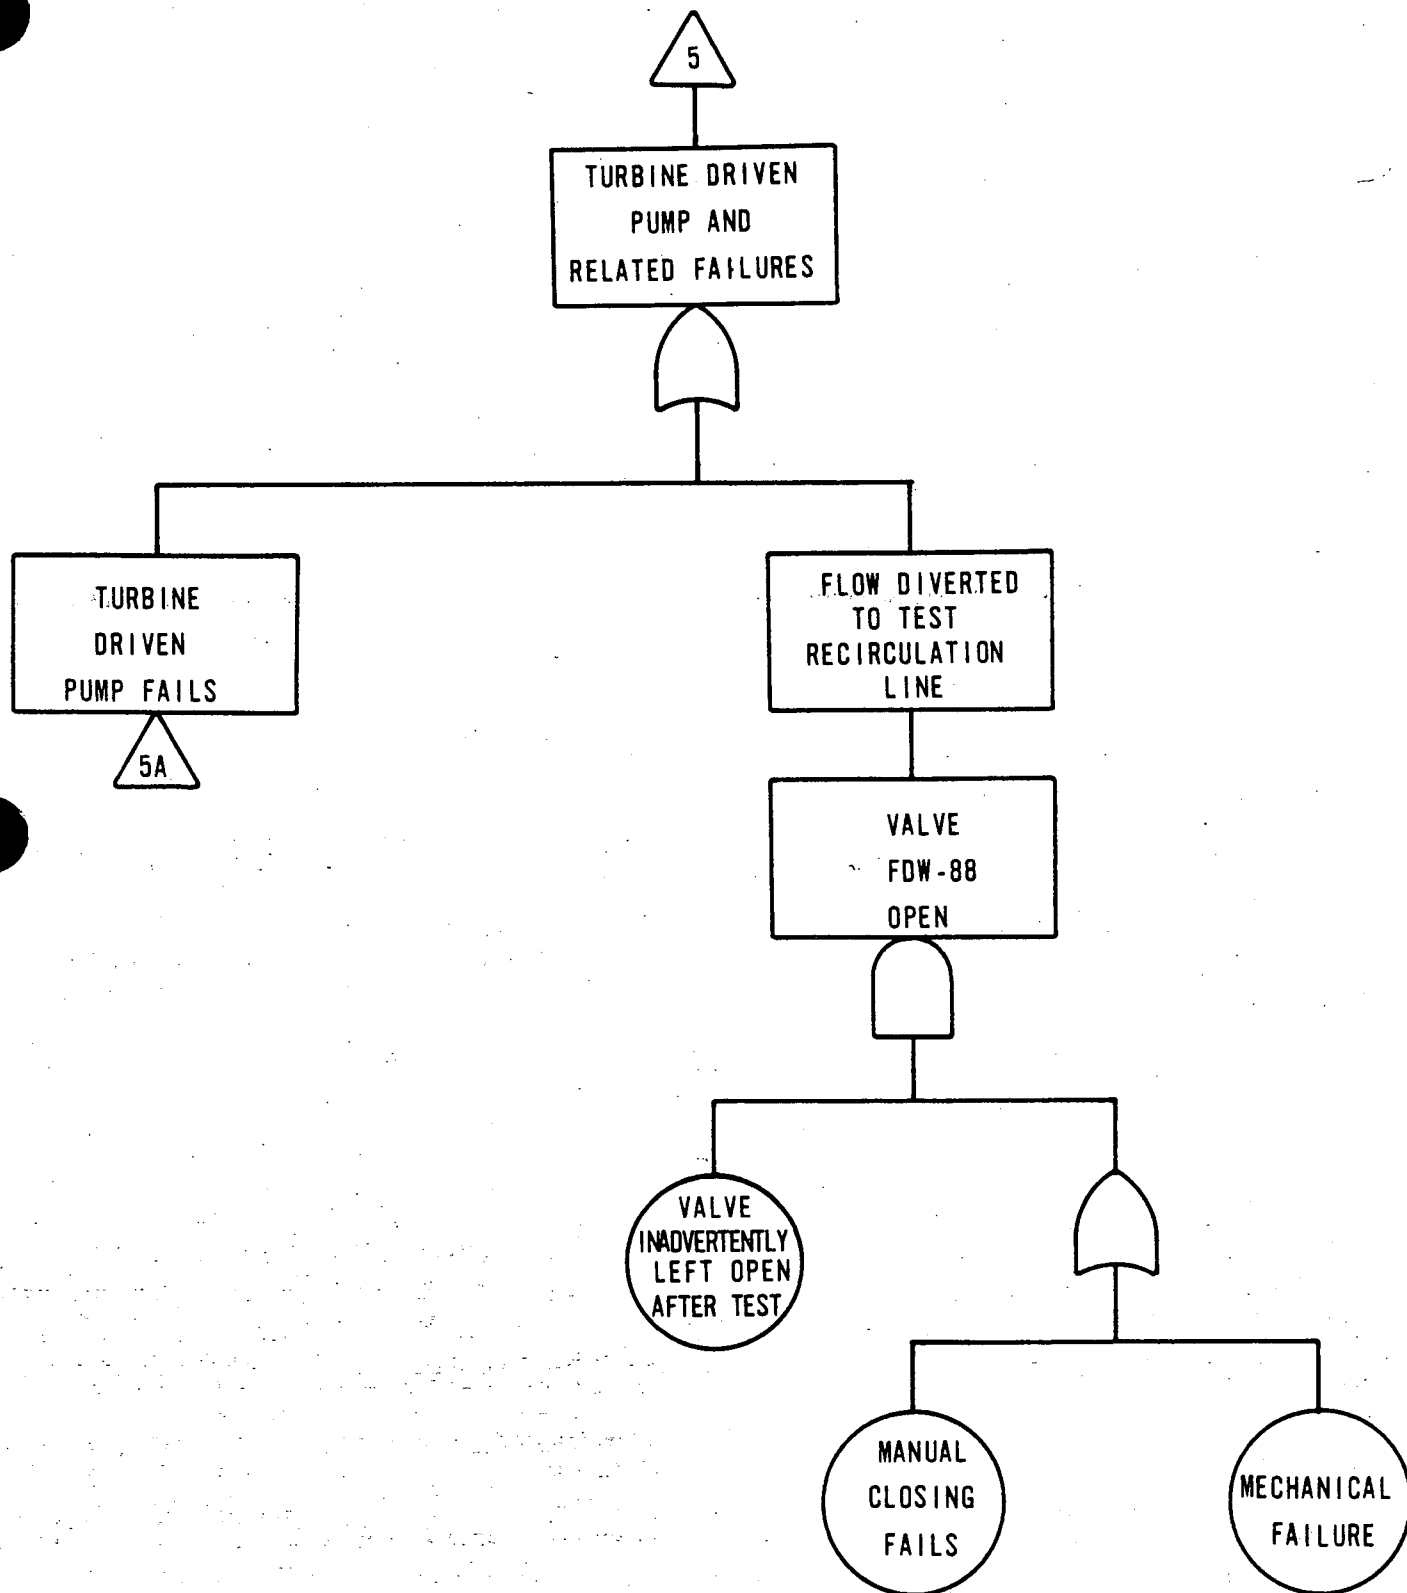 5
TURBINE DRIVEN
PUMP AND
RELATED FAILURES
TURBINE
DRIVEN
PUMP FAILS
5A
FLOW DIVERTED
TO TEST
RECIRCULATION
LINE
VALVE
FDW-88
OPEN
VALVE
INADVERTENTLY
LEFT OPEN
AFTER TEST
MANUAL
CLOSING
FAILS
MECHANICAL
FAILURE